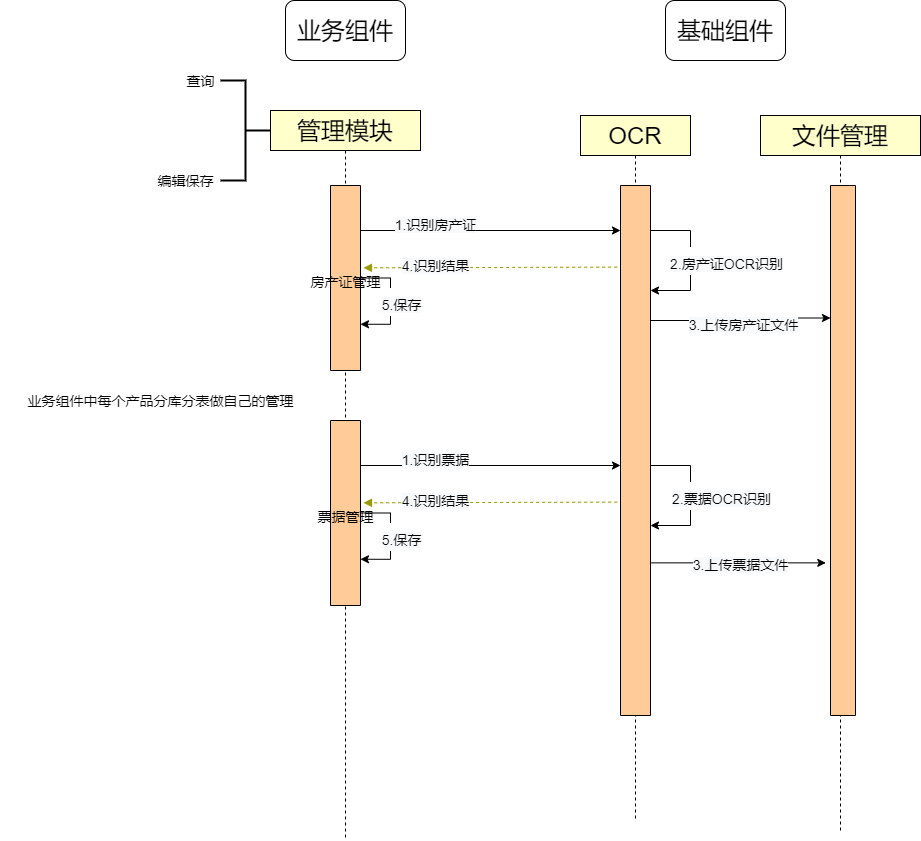 业务组件
基础组件
查询
管理模块
OCR
文件管理
编辑保存
1.识别房产证
2.房产证OCR识别
4.识别结果
房产证管理
5.保存
3.上传房产证文件
业务组件中每个产品分库分表做自己的管理
1.识别票据
2.票据OCR识别
4.识别结果
票据管理
5.保存
3.上传票据文件